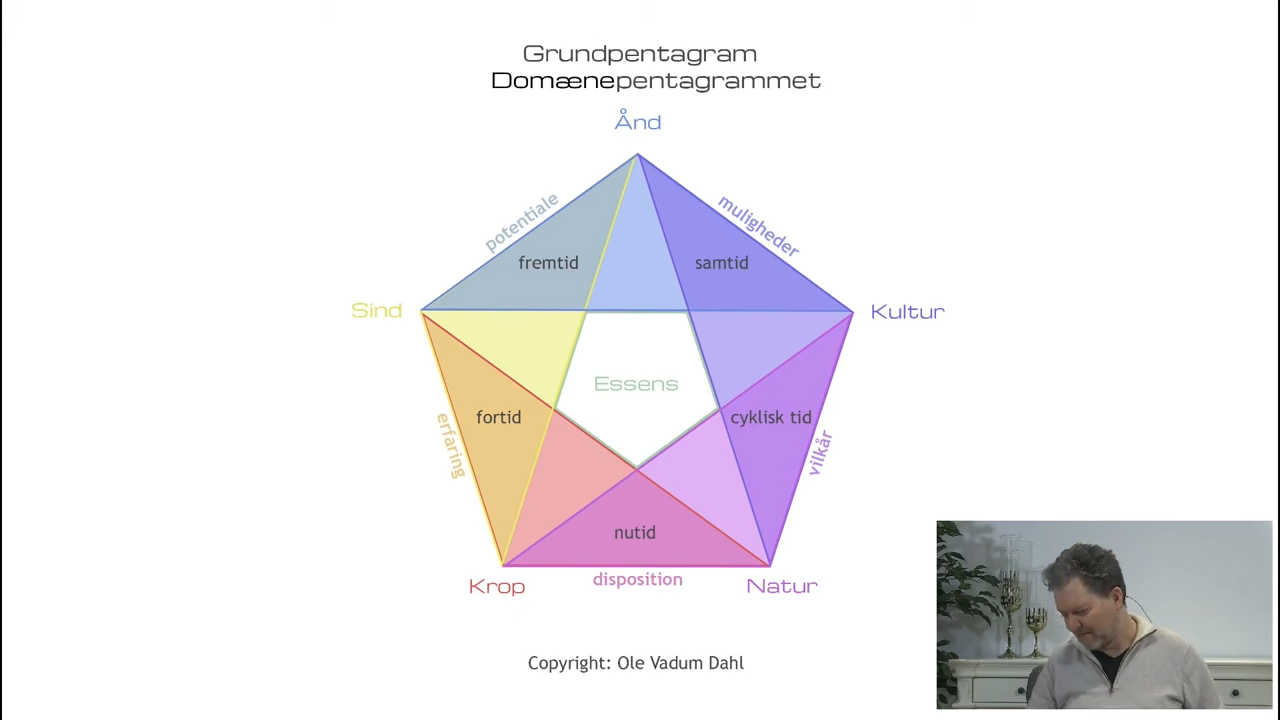 Grundpentagram
Domænepentagrammet
Ånd
potentiale
muligheder
fremtid
samtid
Sind
Kultur
Essens
erfaring
fortid
cyklisk tid
vilkår
nutid
Krop
disposition
Natur
Copyright: Ole Vadum Dahl